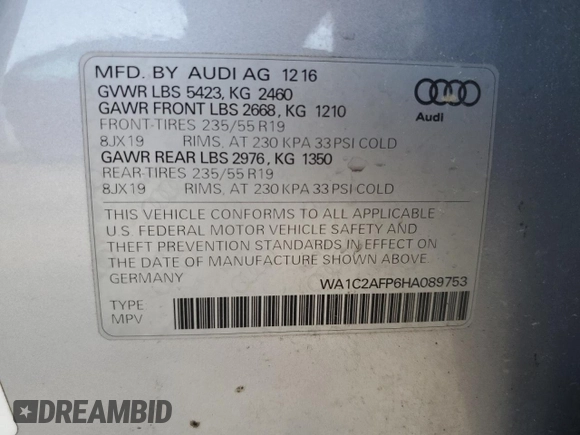 MFD. BY AUDI AG 12 16
GVWR LBS 5423, KG 2460
GAWR FRONT LBS 2668, KG 1210
FRONT-TIRES 235/55 R19
8JX19 RIMS, AT 230 KPA 33 PSI COLD
GAWR REAR LBS 2976, KG 1350
REAR-TIRES 235/55 R19
8JX19 RIMS, AT 230 KPA 33 PSI COLD
Audi
THIS VEHICLE CONFORMS TO ALL APPLICABLE
U.S. FEDERAL MOTOR VEHICLE SAFETY AND
THEFT PREVENTION STANDARDS IN EFFECT ON
THE DATE OF MANUFACTURE SHOWN ABOVE.
GERMANY WA1C2AFP6HA089753
TYPE
MPV
DREAMBID